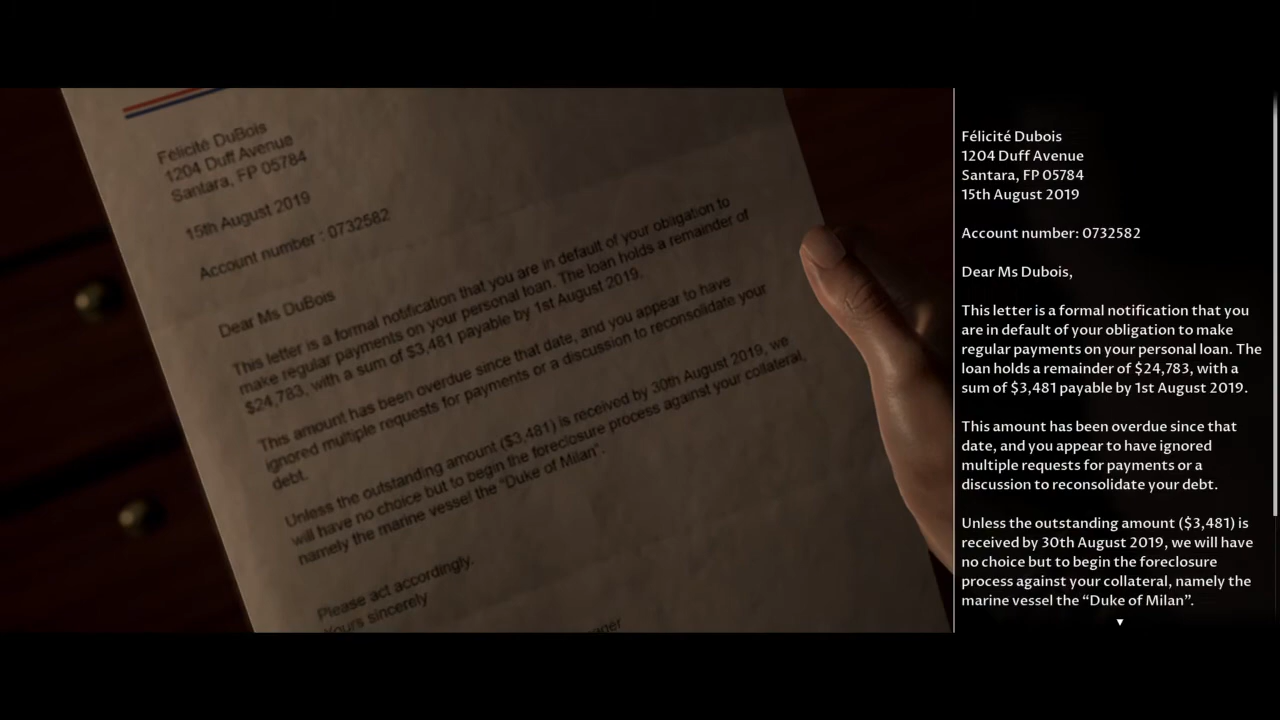 Félicité DuBois
1204 Duff Avenue
Santara, FP 05784
15th August 2019
Account number : 0732582
Dear Ms DuBois
This letter is a formal notification that you are in default of your obligation to
make regular payments on your personal loan. The loan holds a remainder of
$24,783, with a sum of $3,481 payable by 1st August 2019.
This amount has been overdue since that date, and you appear to have
ignored multiple requests for payments or a discussion to reconsolidate your
debt.
Unless the outstanding amount ($3,481) is received by 30th August 2019, we
will have no choice but to begin the foreclosure process against your collateral,
namely the marine vessel the "Duke of Milan".
Please act accordingly.
Yours sincerely
Félicité Dubois
1204 Duff Avenue
Santara, FP 05784
15th August 2019
Account number: 0732582
Dear Ms Dubois,
This letter is a formal notification that you
are in default of your obligation to make
regular payments on your personal loan. The
loan holds a remainder of $24,783, with a
sum of $3,481 payable by 1st August 2019.
This amount has been overdue since that
date, and you appear to have ignored
multiple requests for payments or a
discussion to reconsolidate your debt.
Unless the outstanding amount ($3,481) is
received by 30th August 2019, we will have
no choice but to begin the foreclosure
process against your collateral, namely the
marine vessel the “Duke of Milan”.